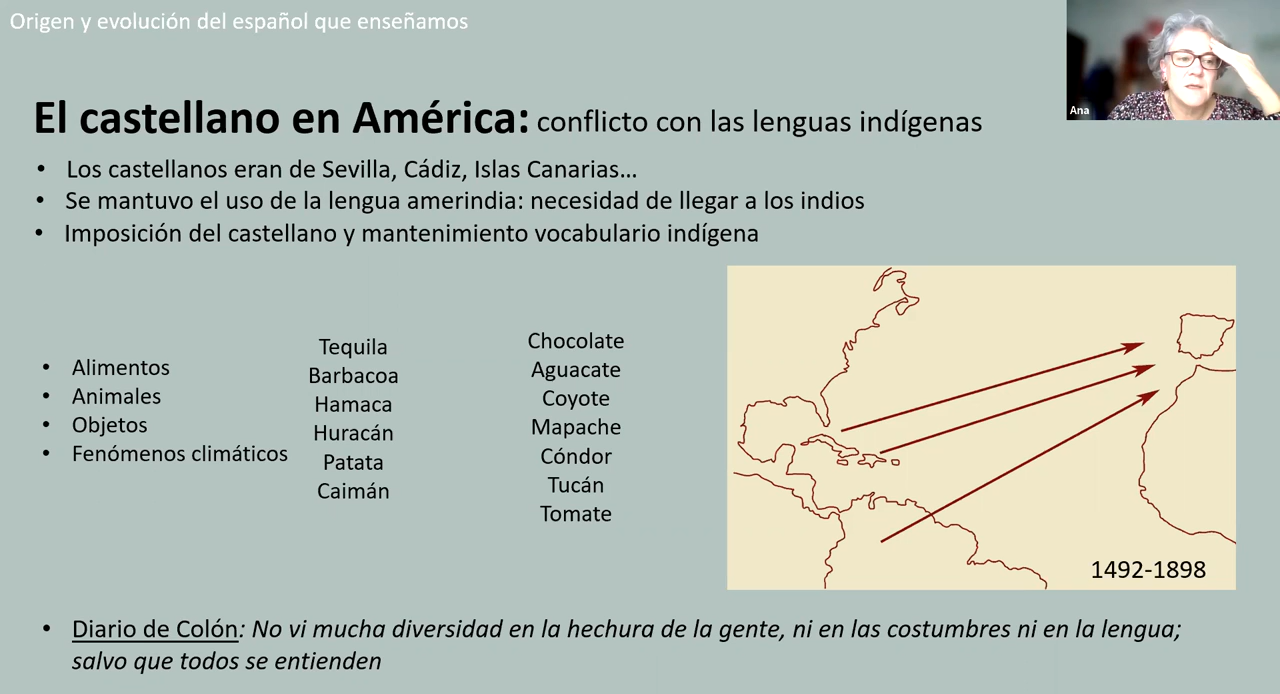 Origen y evolución del español que enseñamos
Ana
El castellano en América: conflicto con las lenguas indígenas
• Los castellanos eran de Sevilla, Cádiz, Islas Canarias...
• Se mantuvo el uso de la lengua amerindia: necesidad de llegar a los indios
• Imposición del castellano y mantenimiento vocabulario indígena
• Alimentos
• Animales
• Objetos
• Fenómenos climáticos
Tequila
Barbacoa
Hamaca
Huracán
Patata
Caimán
Chocolate
Aguacate
Coyote
Mapache
Cóndor
Tucán
Tomate
1492-1898
• Diario de Colón: No vi mucha diversidad en la hechura de la gente, ni en las costumbres ni en la lengua;
salvo que todos se entienden